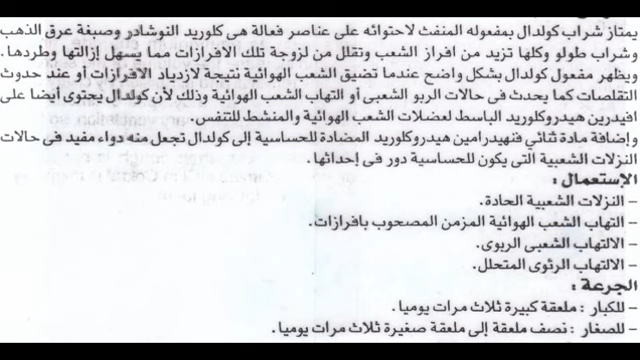 يمتاز شراب كولدال بمفعوله المنفث لاحتوائه على عناصر فعالة هى كلوريد النوشادر وصبغة عرق الذهب
وشراب طولو وكلها تزيد من افراز الشعب وتقلل من لزوجة تلك الافرازات مما يسهل إزالتها وطردها.
ويظهر مفعول كولدال بشكل واضح عندما تضيق الشعب الهوائية نتيجة لازدياد الافرازات أو عند حدوث
التقلصات كما يحدث فى حالات الربو الشعبى أو التهاب الشعب الهوائية وذلك لأن كولدال يحتوى أيضا على
افيدرين هيدروكلوريد الباسط لعضلات الشعب الهوائية والمنشط للتنفس.
وإضافة مادة ثنائي فنهيدرامين هيدروكلوريد المضادة للحساسية إلى كولدال تجعل منه دواء مفيد فى حالات
النزلات الشعبية التى يكون للحساسية دور فى إحداثها.
الإستعمال :
– النزلات الشعبية الحادة.
– التهاب الشعب الهوائية المزمن المصحوب بافرازات.
– الالتهاب الشعبى الربوى.
– الالتهاب الرئوى المتحلل.
الجرعة :
– للكبار : ملعقة كبيرة ثلاث مرات يوميا.
– للصغار : نصف ملعقة إلى ملعقة صغيرة ثلاث مرات يوميا.